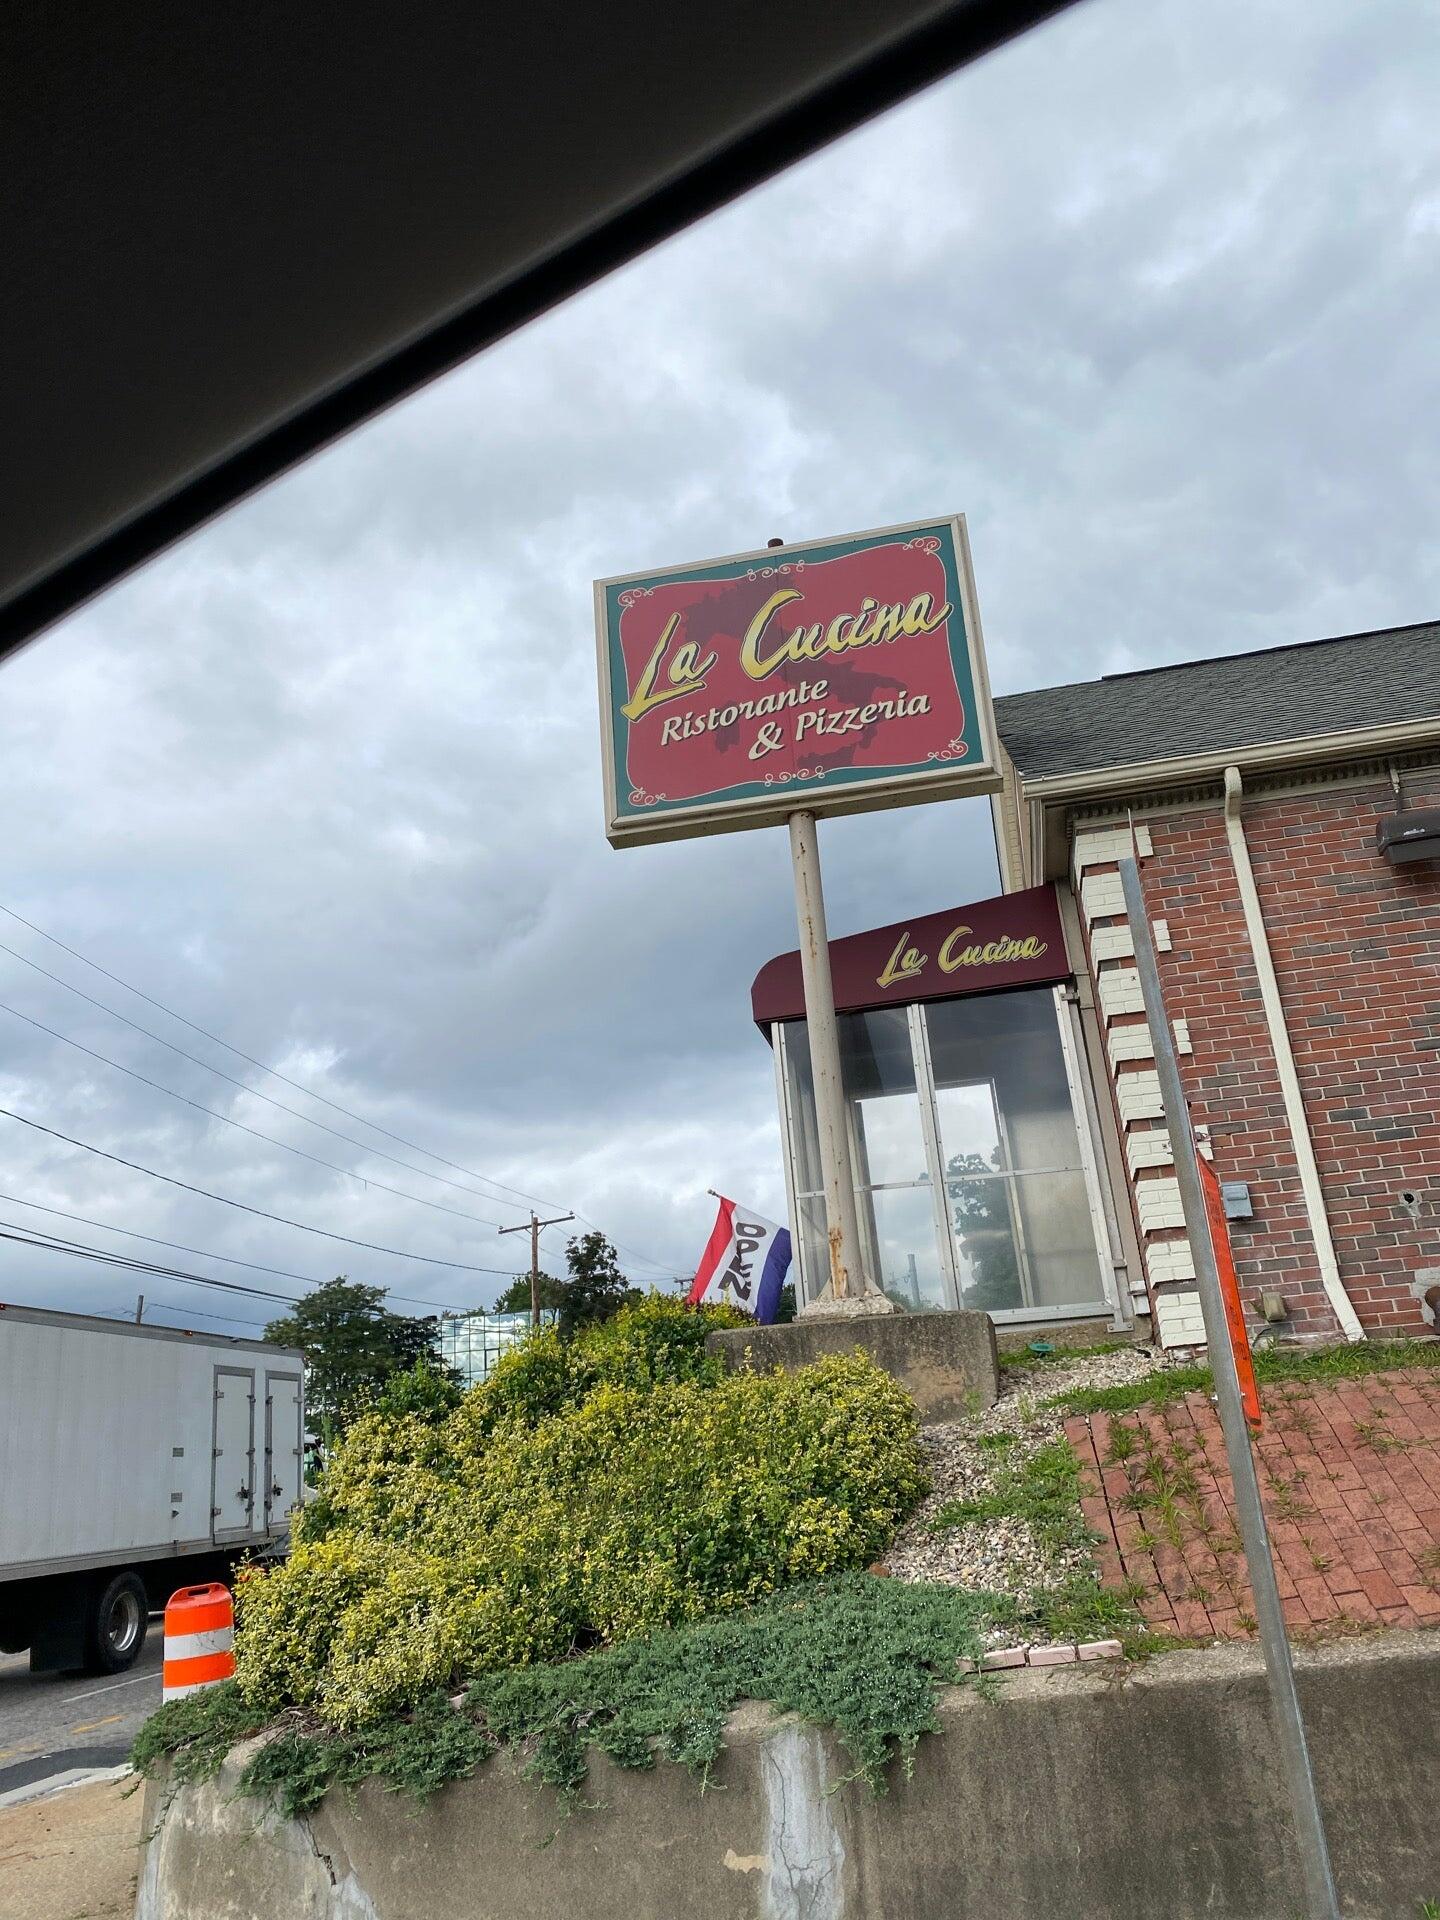 La Cucina
Ristorante
& Pizzeria
La Cucina
OPEN